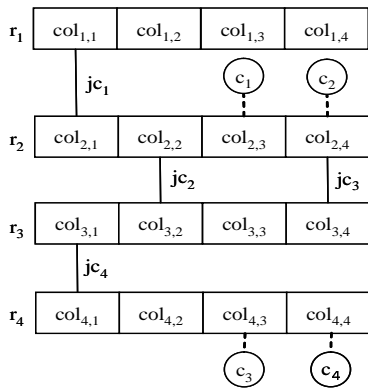 r1 col1,1 col1,2 col1,3 col1,4
jc1 c1 c2
r2 col2,1 col2,2 col2,3 col2,4
jc2 jc3
r3 col3,1 col3,2 col3,3 col3,4
jc4
r4 col4,1 col4,2 col4,3 col4,4
c3 c4